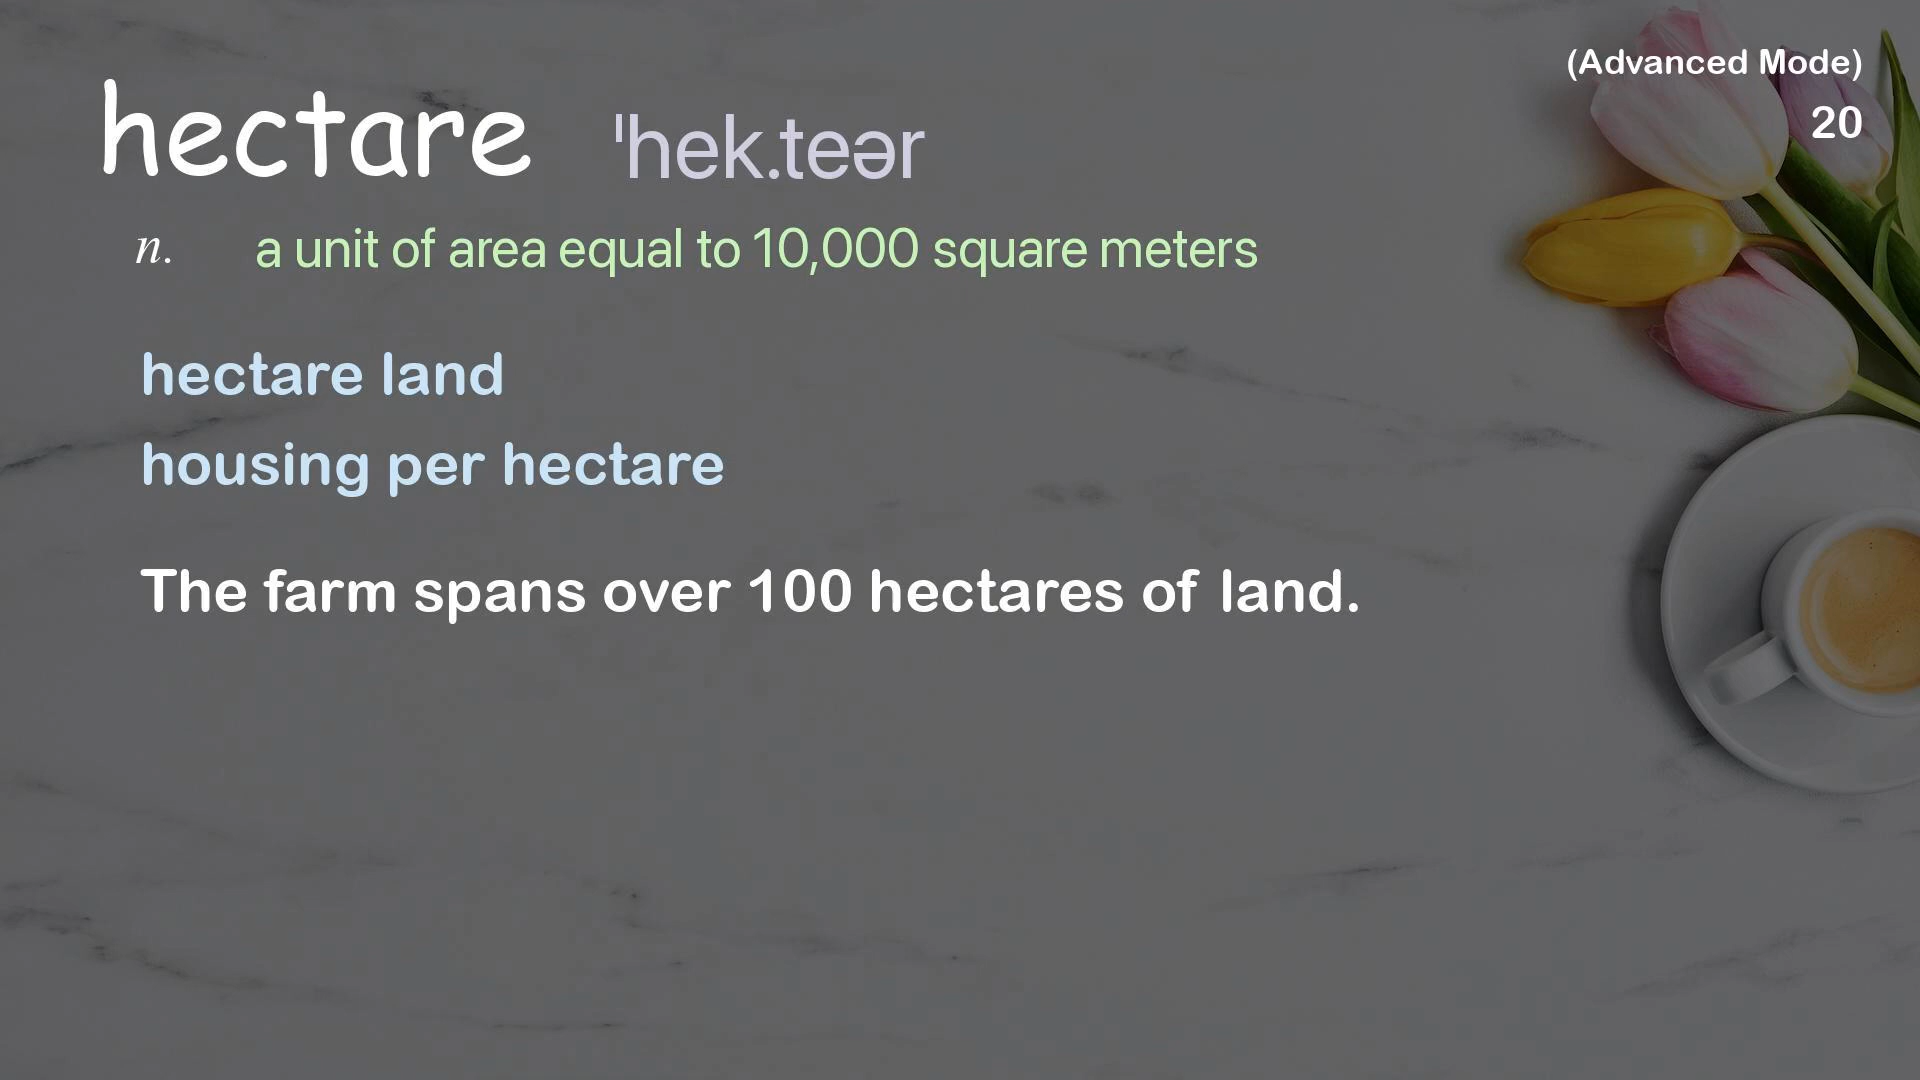 (Advanced Mode)
20
hectare ˈhek.teər
n. a unit of area equal to 10,000 square meters
hectare land
housing per hectare
The farm spans over 100 hectares of land.